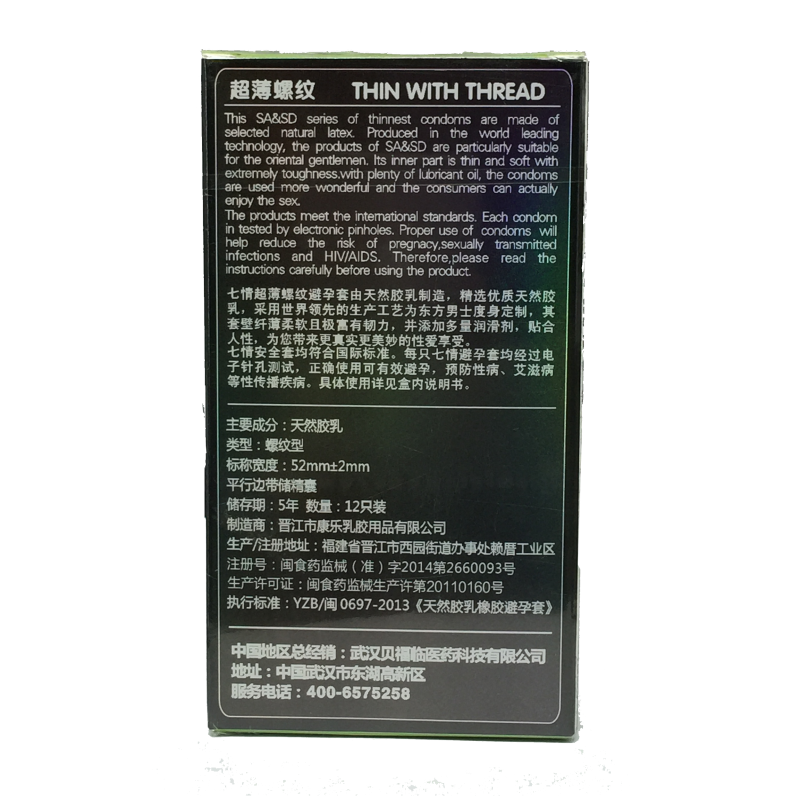 超薄螺纹 THIN WITH THREAD
This SA&SD series of thinnest condoms are made of
selected natural latex. Produced in the world leading
technology, the products of SA&SD are particularly suitable
for the oriental gentlemen. Its inner part is thin and soft with
extremely toughness.with plenty of lubricant oil, the condoms
are used more wonderful and the consumers can actually
enjoy the sex.
The products meet the international standards. Each condom
in tested by electronic pinholes. Proper use of condoms will
help reduce the risk of pregnacy,sexually transmitted
infections and HIV/AIDS. Therefore,please read the
instructions carefully before using the product.
七情超薄螺纹避孕套由天然胶乳制造，精选优质天然胶
乳，采用世界领先的生产工艺为东方男士度身定制，其
套壁纤薄柔软且极富有韧力，并添加多量润滑剂，贴合
人性，为您带来更真实更美妙的性爱享受。
七情安全套均符合国际标准。每只七情避孕套均经过电
子针孔测试，正确使用可有效避孕，预防性病、艾滋病
等性传播疾病。具体使用详见盒内说明书。
主要成分：天然胶乳
类型：螺纹型
标称宽度：52mm±2mm
平行边带储精囊
储存期：5年 数量：12只装
制造商：晋江市康乐乳胶用品有限公司
生产/注册地址：福建省晋江市西园街道办事处赖厝工业区
注册号：闽食药监械（准）字2014第2660093号
生产许可证：闽食药监械生产许第20110160号
执行标准：YZB/闽 0697-2013《天然胶乳橡胶避孕套》
中国地区总经销：武汉贝福临医药科技有限公司
地址：中国武汉市东湖高新区
服务电话：400-6575258